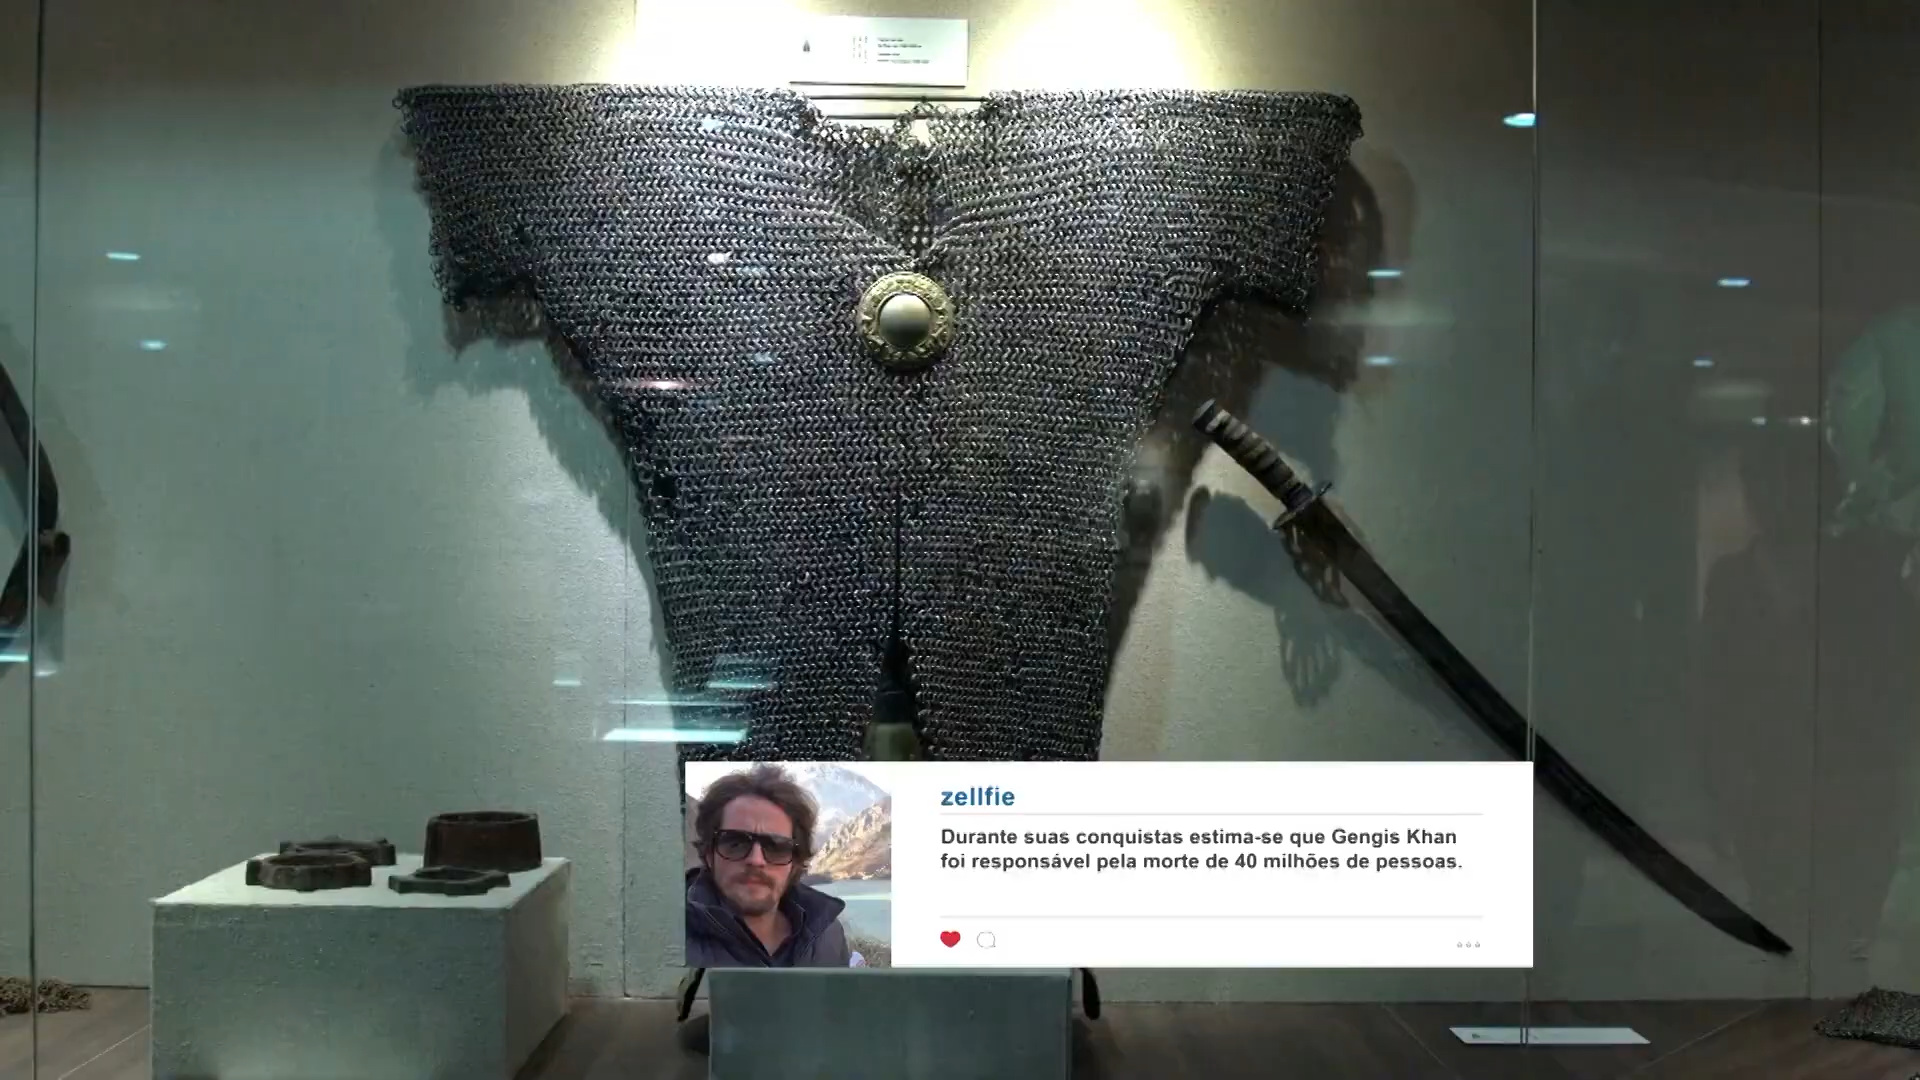 zellfie
Durante suas conquistas estima-se que Gengis Khan
foi responsável pela morte de 40 milhões de pessoas.